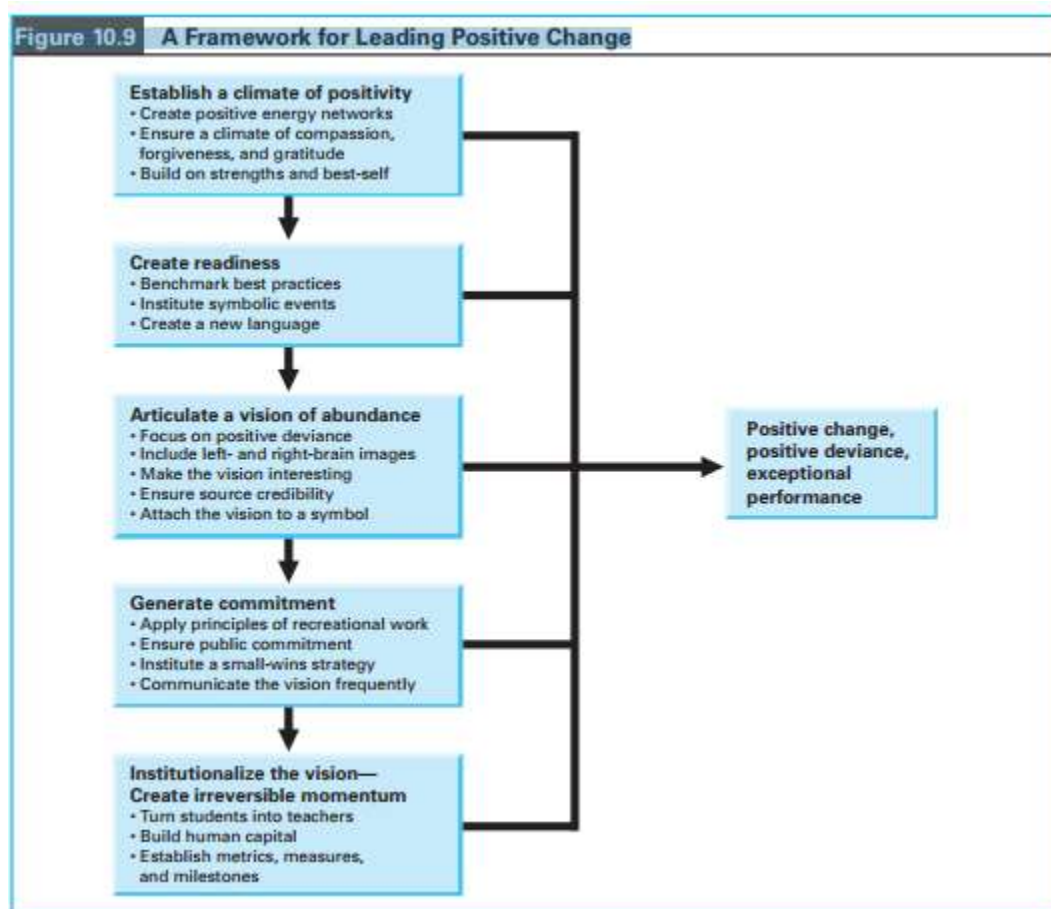 Figure 10.9 A Framework for Leading Positive Change
Establish a climate of positivity
• Create positive energy networks
• Ensure a climate of compassion,
forgiveness, and gratitude
• Build on strengths and best-self
Create readiness
• Benchmark best practices
• Institute symbolic events
• Create a new language
Articulate a vision of abundance
• Focus on positive deviance
• Include left- and right-brain images
• Make the vision interesting
• Ensure source credibility
• Attach the vision to a symbol
Generate commitment
• Apply principles of recreational work
• Ensure public commitment
• Institute a small-wins strategy
• Communicate the vision frequently
Institutionalize the vision—
Create irreversible momentum
• Turn students into teachers
• Build human capital
• Establish metrics, measures,
and milestones
Positive change,
positive deviance,
exceptional
performance